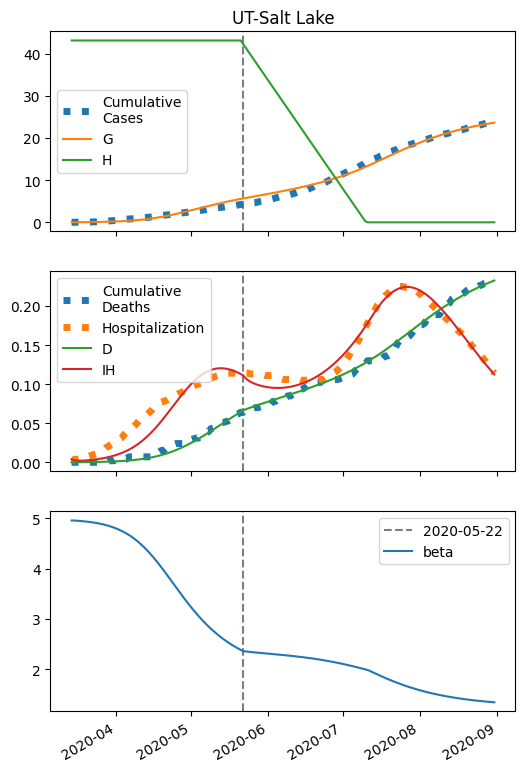 UT-Salt Lake
40
30
20
10
0
Cumulative
Cases
G
H
0.20
0.15
0.10
0.05
0.00
Cumulative
Deaths
Hospitalization
D
IH
5
4
3
2
2020-05-22
beta
2020-04
2020-05
2020-06
2020-07
2020-08
2020-09